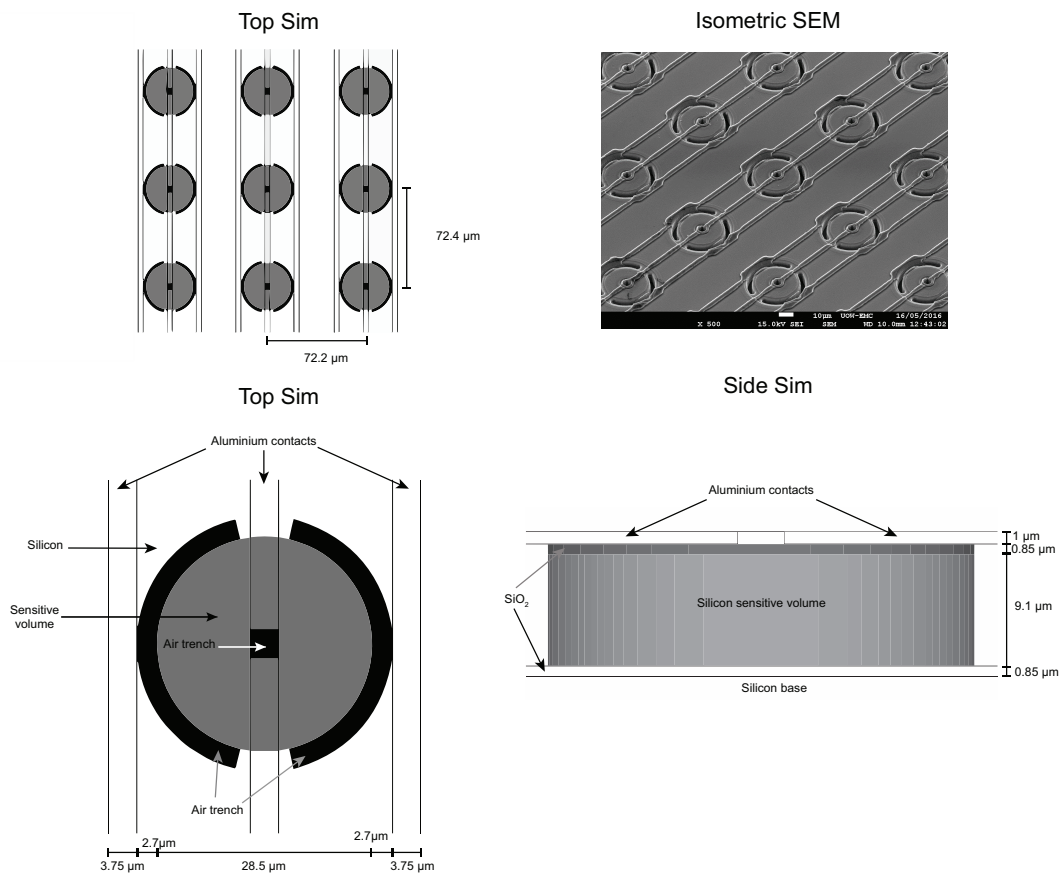 Top Sim
Isometric SEM
72.4 µm
72.2 µm
10µm UOW-EMC 16/05/2016
X 500 15.0kV SEI SEM WD 10.0mm 12:43:02
Top Sim
Side Sim
Aluminium contacts
Silicon
Sensitive
volume
Air trench
Air trench
2.7µm
2.7µm
3.75 µm
28.5 µm
3.75 µm
Aluminium contacts
1 µm
0.85 µm
SiO₂
Silicon sensitive volume
9.1 µm
0.85 µm
Silicon base